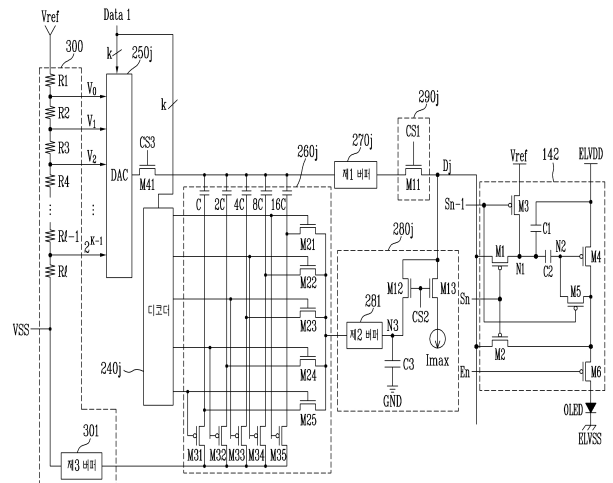 Vref
Data 1
300
k
250j
R1
V0
R2
V1
R3
V2
R4
DAC
CS3
M41
k
Rℓ-1
2^K-1
Rℓ
VSS
디코더
240j
301
제3 버퍼
260j
C
2C
4C
8C
16C
M21
M22
M23
M24
M25
M31
M32
M33
M34
M35
270j
제1 버퍼
290j
CS1
M11
Dj
280j
M12
M13
CS2
281
제2 버퍼
N3
C3
GND
Imax
142
Vref
ELVDD
Sn-1
M3
C1
M1
N1
C2
N2
M4
M5
Sn
M2
En
M6
OLED
ELVSS